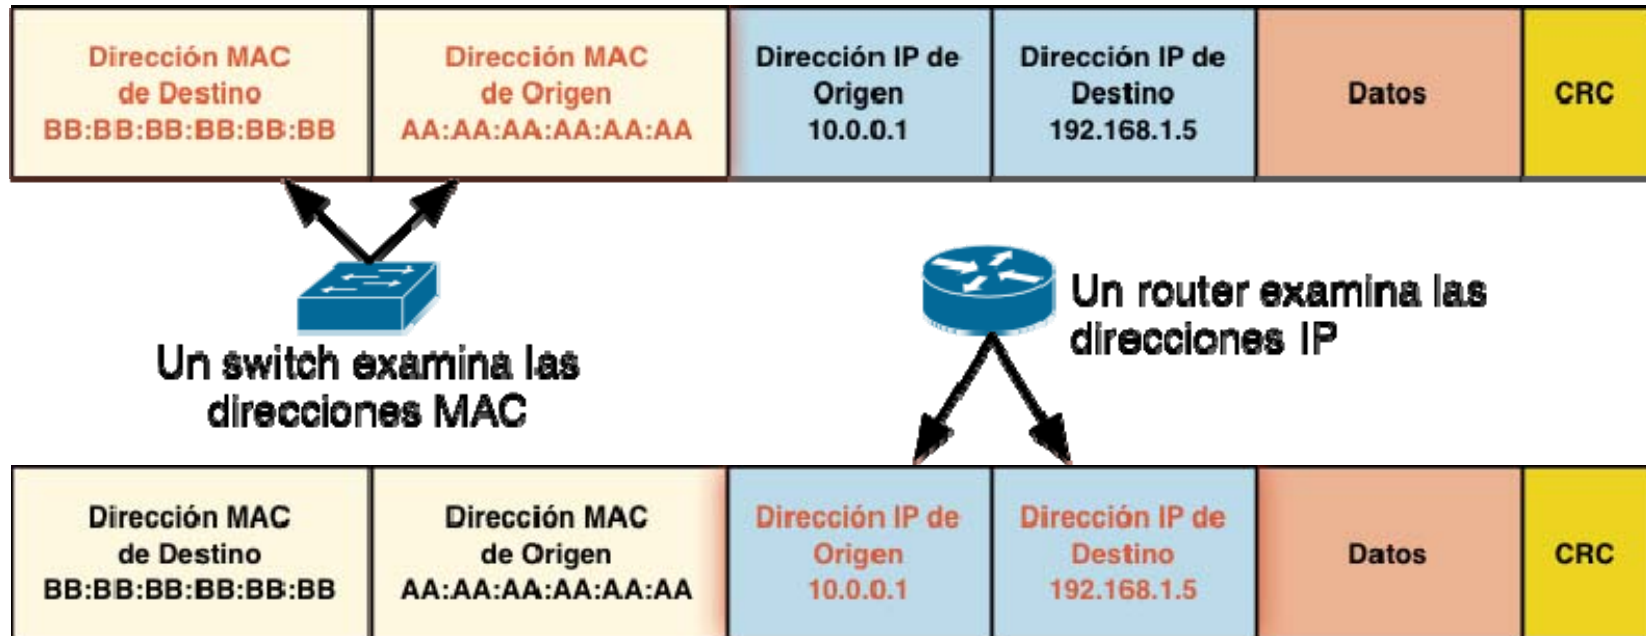 Dirección MAC
de Destino
BB:BB:BB:BB:BB:BB
Dirección MAC
de Origen
AA:AA:AA:AA:AA:AA
Dirección IP de
Origen
10.0.0.1
Dirección IP de
Destino
192.168.1.5
Datos
CRC
Un switch examina las
direcciones MAC
Un router examina las
direcciones IP
Dirección MAC
de Destino
BB:BB:BB:BB:BB:BB
Dirección MAC
de Origen
AA:AA:AA:AA:AA:AA
Dirección IP de
Origen
10.0.0.1
Dirección IP de
Destino
192.168.1.5
Datos
CRC